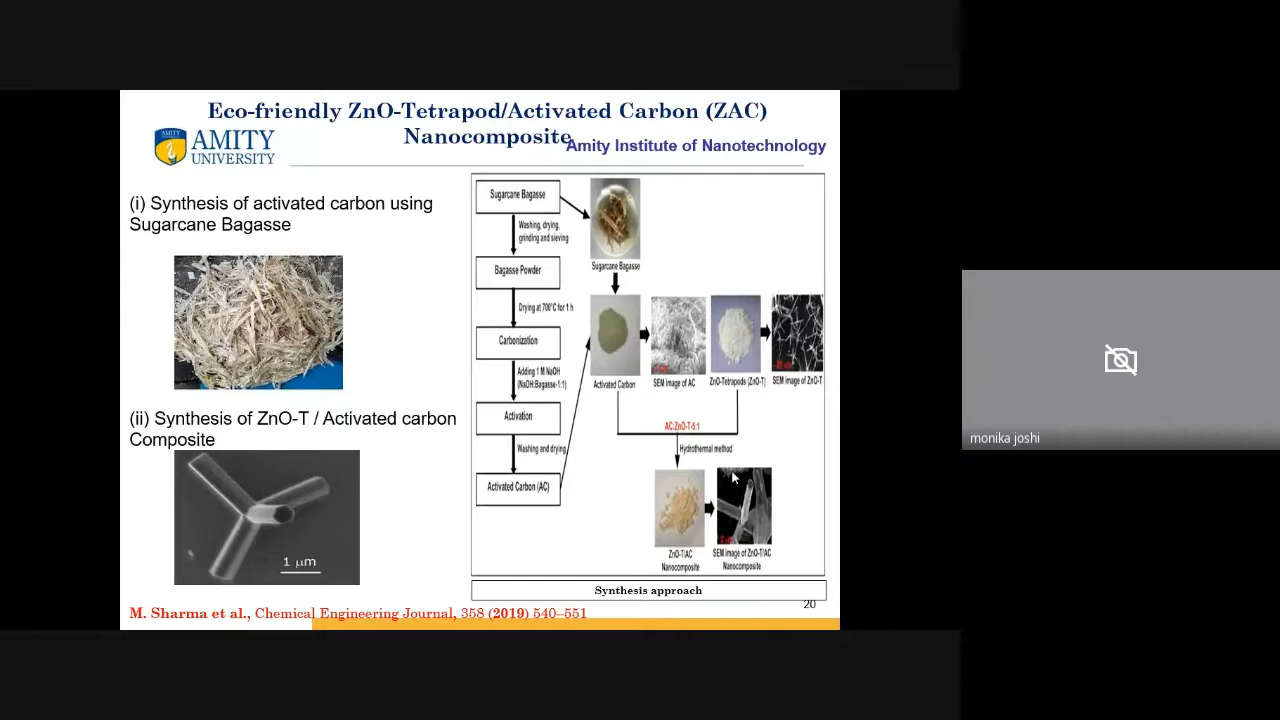 Eco-friendly ZnO-Tetrapod/Activated Carbon (ZAC)
Nanocomposite
AMITY
AMITY
UNIVERSITY
Amity Institute of Nanotechnology
(i) Synthesis of activated carbon using
Sugarcane Bagasse
(ii) Synthesis of ZnO-T / Activated carbon
Composite
1 µm
Sugarcane Bagasse
Washing, drying,
grinding and sieving
Bagasse Powder
Drying at 700°C for 1 h
Carbonization
Adding 1 M NaOH
(NaOH:Bagasse-1:1)
Activation
Washing and drying
Activated Carbon (AC)
Sugarcane Bagasse
Activated Carbon
SEM image of AC
ZnO-Tetrapods (ZnO-T)
SEM image of ZnO-T
AC:ZnO-T-5:1
Hydrothermal method
ZnO-T/AC
Nanocomposite
SEM image of ZnO-T/AC
Nanocomposite
Synthesis approach
20
M. Sharma et al., Chemical Engineering Journal, 358 (2019) 540–551
monika joshi